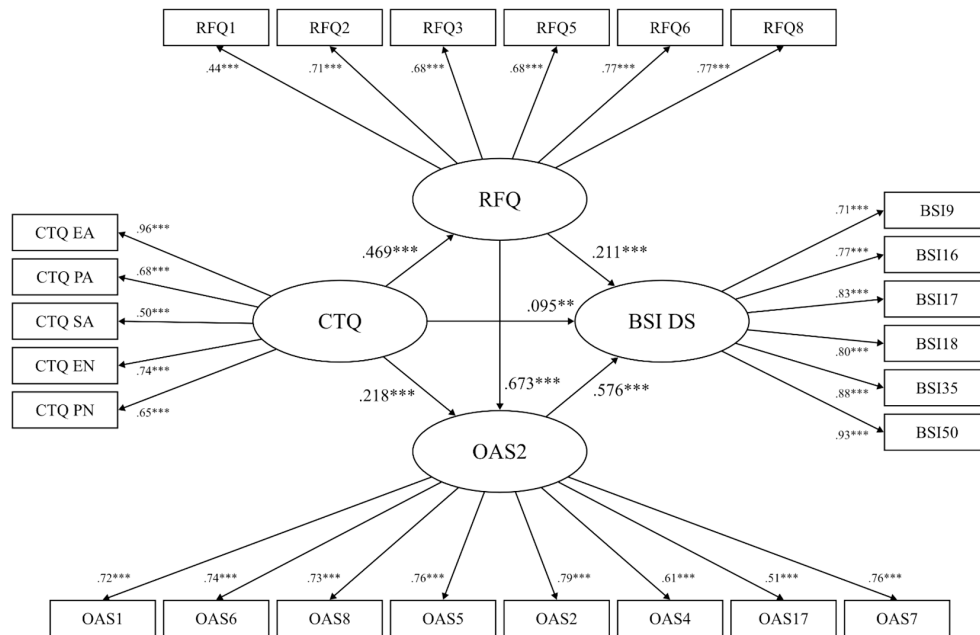 RFQ1 RFQ2 RFQ3 RFQ5 RFQ6 RFQ8
.44*** .71*** .68*** .68*** .77*** .77***
RFQ
CTQ EA .96***
CTQ PA .68***
CTQ SA .50***
CTQ EN .74***
CTQ PN .65***
.469*** .211***
CTQ .095** BSI DS
.218*** .673*** .576***
.71*** BSI9
.77*** BSI16
.83*** BSI17
.80*** BSI18
.88*** BSI35
.93*** BSI50
OAS2
.72*** .74*** .73*** .76*** .79*** .61*** .51*** .76***
OAS1 OAS6 OAS8 OAS5 OAS2 OAS4 OAS17 OAS7